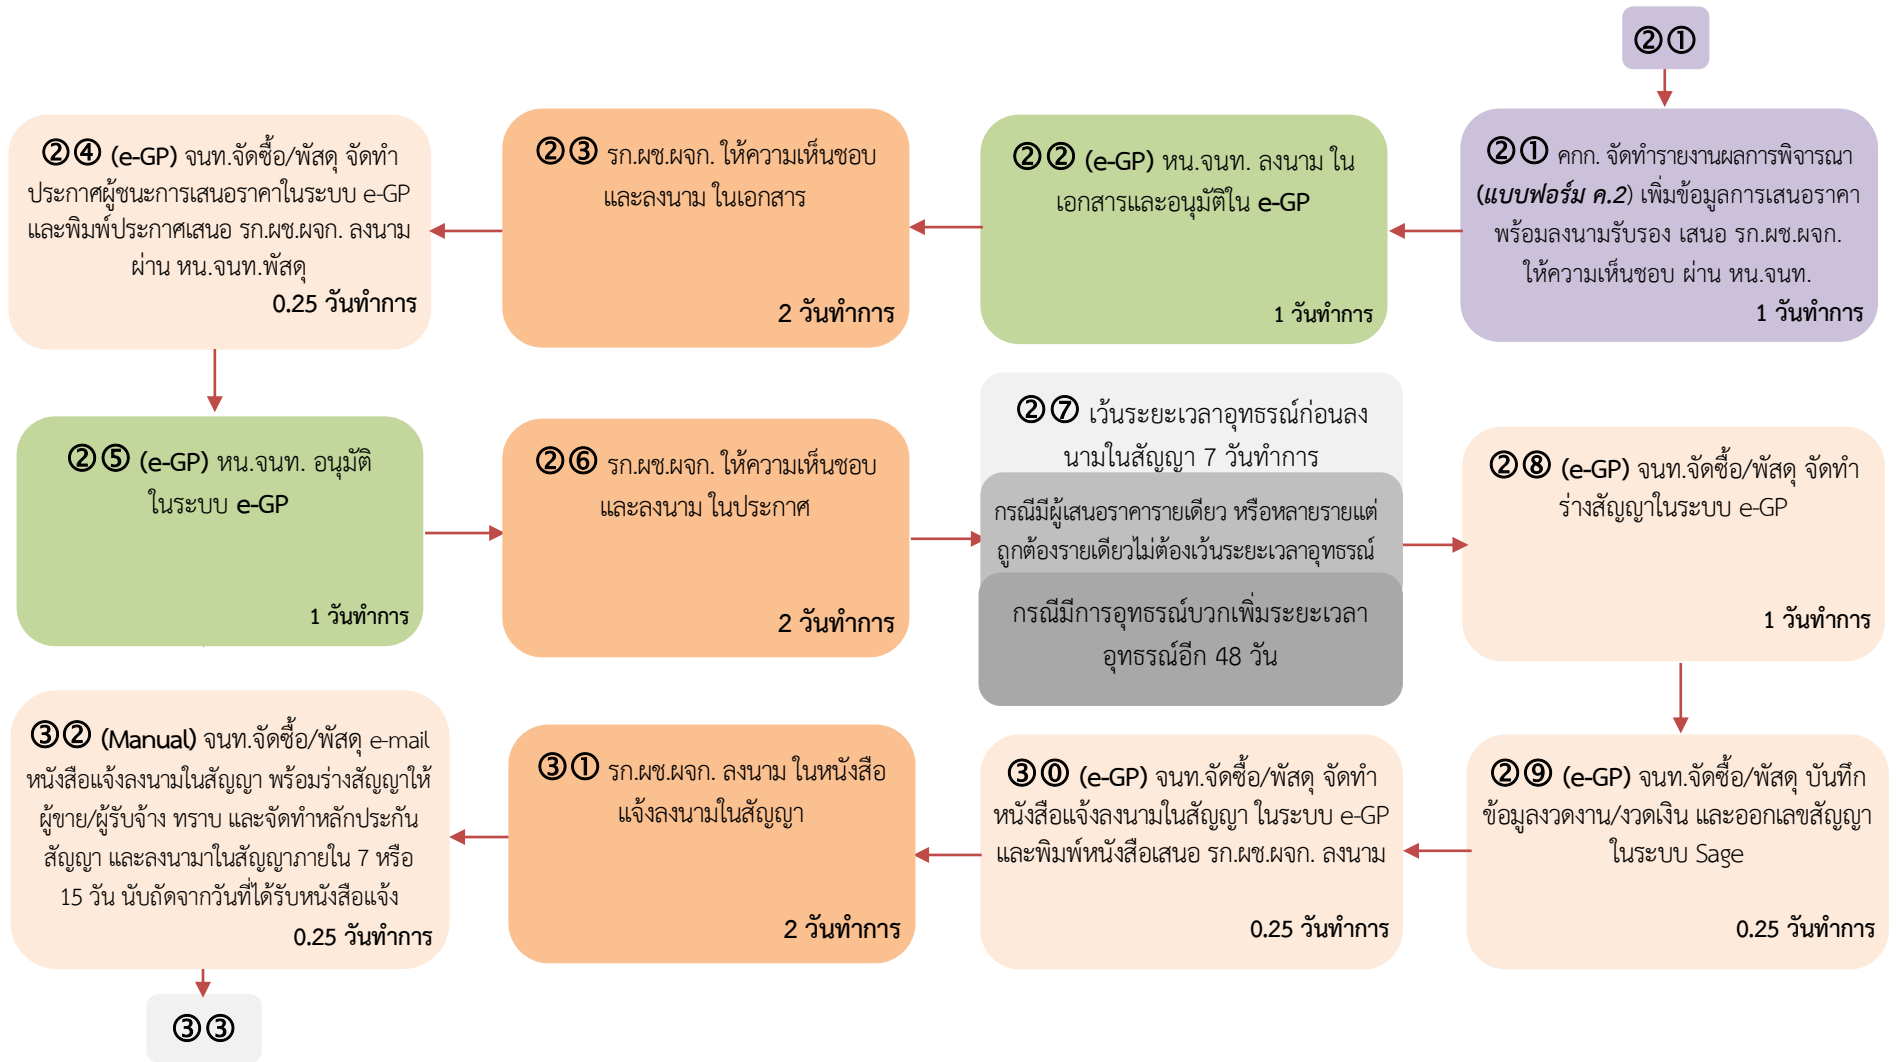 ②①
②① คกก. จัดทำรายงานผลการพิจารณา
(แบบฟอร์ม ค.2) เพิ่มข้อมูลการเสนอราคา
พร้อมลงนามรับรอง เสนอ รก.ผช.ผจก.
ให้ความเห็นชอบ ผ่าน หน.จนท.
1 วันทำการ
②② (e-GP) หน.จนท. ลงนาม ใน
เอกสารและอนุมัติใน e-GP
1 วันทำการ
②③ รก.ผช.ผจก. ให้ความเห็นชอบ
และลงนาม ในเอกสาร
2 วันทำการ
②④ (e-GP) จนท.จัดซื้อ/พัสดุ จัดทำ
ประกาศผู้ชนะการเสนอราคาในระบบ e-GP
และพิมพ์ประกาศเสนอ รก.ผช.ผจก. ลงนาม
ผ่าน หน.จนท.พัสดุ
0.25 วันทำการ
②⑤ (e-GP) หน.จนท. อนุมัติ
ในระบบ e-GP
1 วันทำการ
②⑥ รก.ผช.ผจก. ให้ความเห็นชอบ
และลงนาม ในประกาศ
2 วันทำการ
②⑦ เว้นระยะเวลาอุทธรณ์ก่อนลง
นามในสัญญา 7 วันทำการ
กรณีมีผู้เสนอราคารายเดียว หรือหลายรายแต่
ถูกต้องรายเดียวไม่ต้องเว้นระยะเวลาอุทธรณ์
กรณีมีการอุทธรณ์บวกเพิ่มระยะเวลา
อุทธรณ์อีก 48 วัน
②⑧ (e-GP) จนท.จัดซื้อ/พัสดุ จัดทำ
ร่างสัญญาในระบบ e-GP
1 วันทำการ
②⑨ (e-GP) จนท.จัดซื้อ/พัสดุ บันทึก
ข้อมูลงวดงาน/งวดเงิน และออกเลขสัญญา
ในระบบ Sage
0.25 วันทำการ
③⓪ (e-GP) จนท.จัดซื้อ/พัสดุ จัดทำ
หนังสือแจ้งลงนามในสัญญา ในระบบ e-GP
และพิมพ์หนังสือเสนอ รก.ผช.ผจก. ลงนาม
0.25 วันทำการ
③① รก.ผช.ผจก. ลงนาม ในหนังสือ
แจ้งลงนามในสัญญา
2 วันทำการ
③② (Manual) จนท.จัดซื้อ/พัสดุ e-mail
หนังสือแจ้งลงนามในสัญญา พร้อมร่างสัญญาให้
ผู้ขาย/ผู้รับจ้าง ทราบ และจัดทำหลักประกัน
สัญญา และลงนามาในสัญญาภายใน 7 หรือ
15 วัน นับถัดจากวันที่ได้รับหนังสือแจ้ง
0.25 วันทำการ
③③